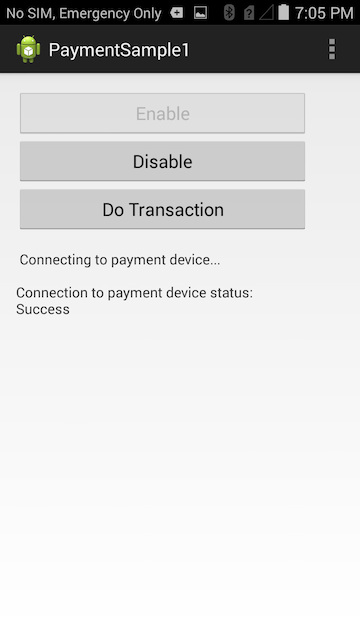 No SIM, Emergency Only 7:05 PM
PaymentSample1
Enable
Disable
Do Transaction
Connecting to payment device...
Connection to payment device status:
Success